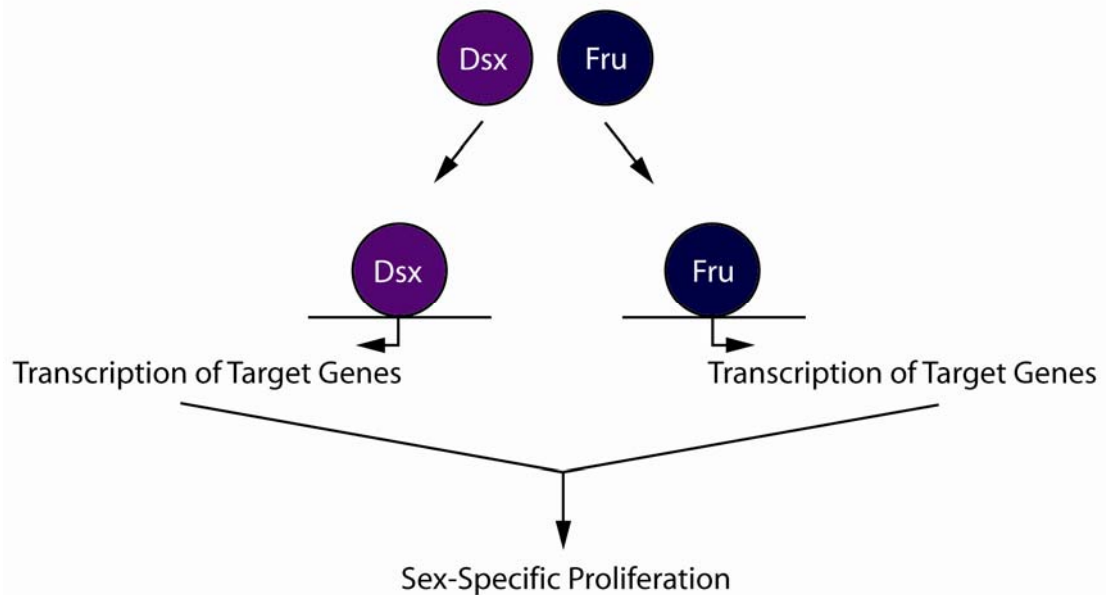 Dsx
Fru
Dsx
Fru
Transcription of Target Genes
Transcription of Target Genes
Sex-Specific Proliferation